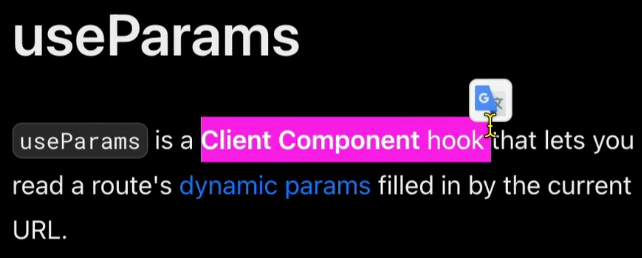 useParams
useParams is a Client Component hook that lets you
read a route's dynamic params filled in by the current
URL.